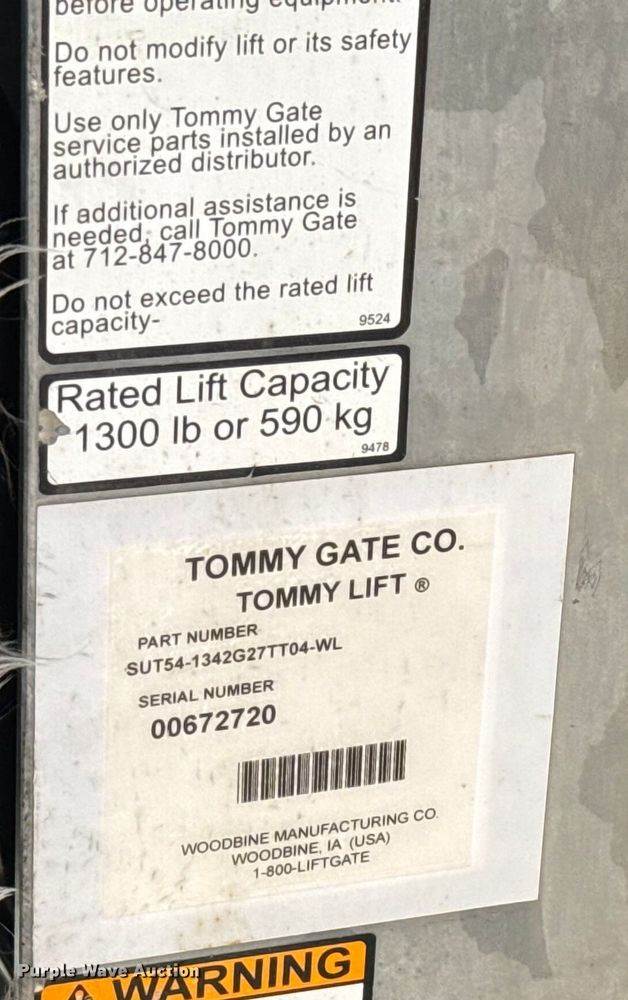 before operating equipment.
Do not modify lift or its safety
features.
Use only Tommy Gate
service parts installed by an
authorized distributor.
If additional assistance is
needed, call Tommy Gate
at 712-847-8000.
Do not exceed the rated lift
capacity-
9524
Rated Lift Capacity
1300 lb or 590 kg
9478
TOMMY GATE CO.
TOMMY LIFT ®
PART NUMBER
SUT54-1342G27TT04-WL
SERIAL NUMBER
00672720
WOODBINE MANUFACTURING CO.
WOODBINE, IA (USA)
1-800-LIFTGATE
WARNING
Purple Wave Auction